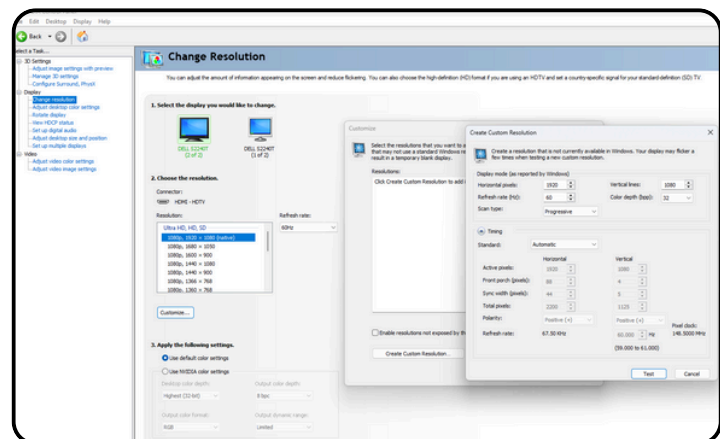 Edit Desktop Display Help
Back
Select a Task...
3D Settings
Adjust image settings with preview
Manage 3D settings
Configure Surround, PhysX
Display
Change resolution
Adjust desktop color settings
Rotate display
View HDCP status
Set up digital audio
Adjust desktop size and position
Set up multiple displays
Video
Adjust video color settings
Adjust video image settings
Change Resolution
You can adjust the amount of information appearing on the screen and reduce flickering. You can also choose the high-definition (HD) format if you are using an HDTV and set a country-specific signal for your standard definition (SD) TV.
1. Select the display you would like to change.
DELL S2240T
(2 of 2)
DELL S2240T
(1 of 2)
2. Choose the resolution.
Connector:
HDMI - HDTV
Resolution:
Refresh rate:
Ultra HD, HD, SD
60Hz
1080p, 1920 × 1080 (native)
1080p, 1680 × 1050
1080p, 1600 × 900
1080p, 1440 × 1080
1080p, 1440 × 900
1080p, 1366 × 768
1080p, 1360 × 768
Customize...
3. Apply the following settings.
Use default color settings
Use NVIDIA color settings
Desktop color depth:
Output color depth:
Highest (32-bit)
8 bpc
Output color format:
Output dynamic range:
RGB
Limited
Customize
Select the resolutions that you want to a
that may not use a standard Windows re
result in a temporary blank display.
Resolutions:
Click Create Custom Resolution to add
Enable resolutions not exposed by th
Create Custom Resolution...
Create Custom Resolution
Create a resolution that is not currently available in Windows. Your display may flicker a
few times when testing a new custom resolution.
Display mode (as reported by Windows)
Horizontal pixels: 1920
Vertical lines: 1080
Refresh rate (Hz): 60
Color depth (bpp): 32
Scan type: Progressive
Timing
Standard: Automatic
Horizontal
Vertical
Active pixels: 1920 1080
Front porch (pixels): 88 4
Sync width (pixels): 44 5
Total pixels: 2200 1125
Polarity: Positive (+) Positive (+)
Pixel clock:
Refresh rate: 67.50 KHz 60.000 Hz 148.5000 MHz
(59.000 to 61.000)
Test
Cancel